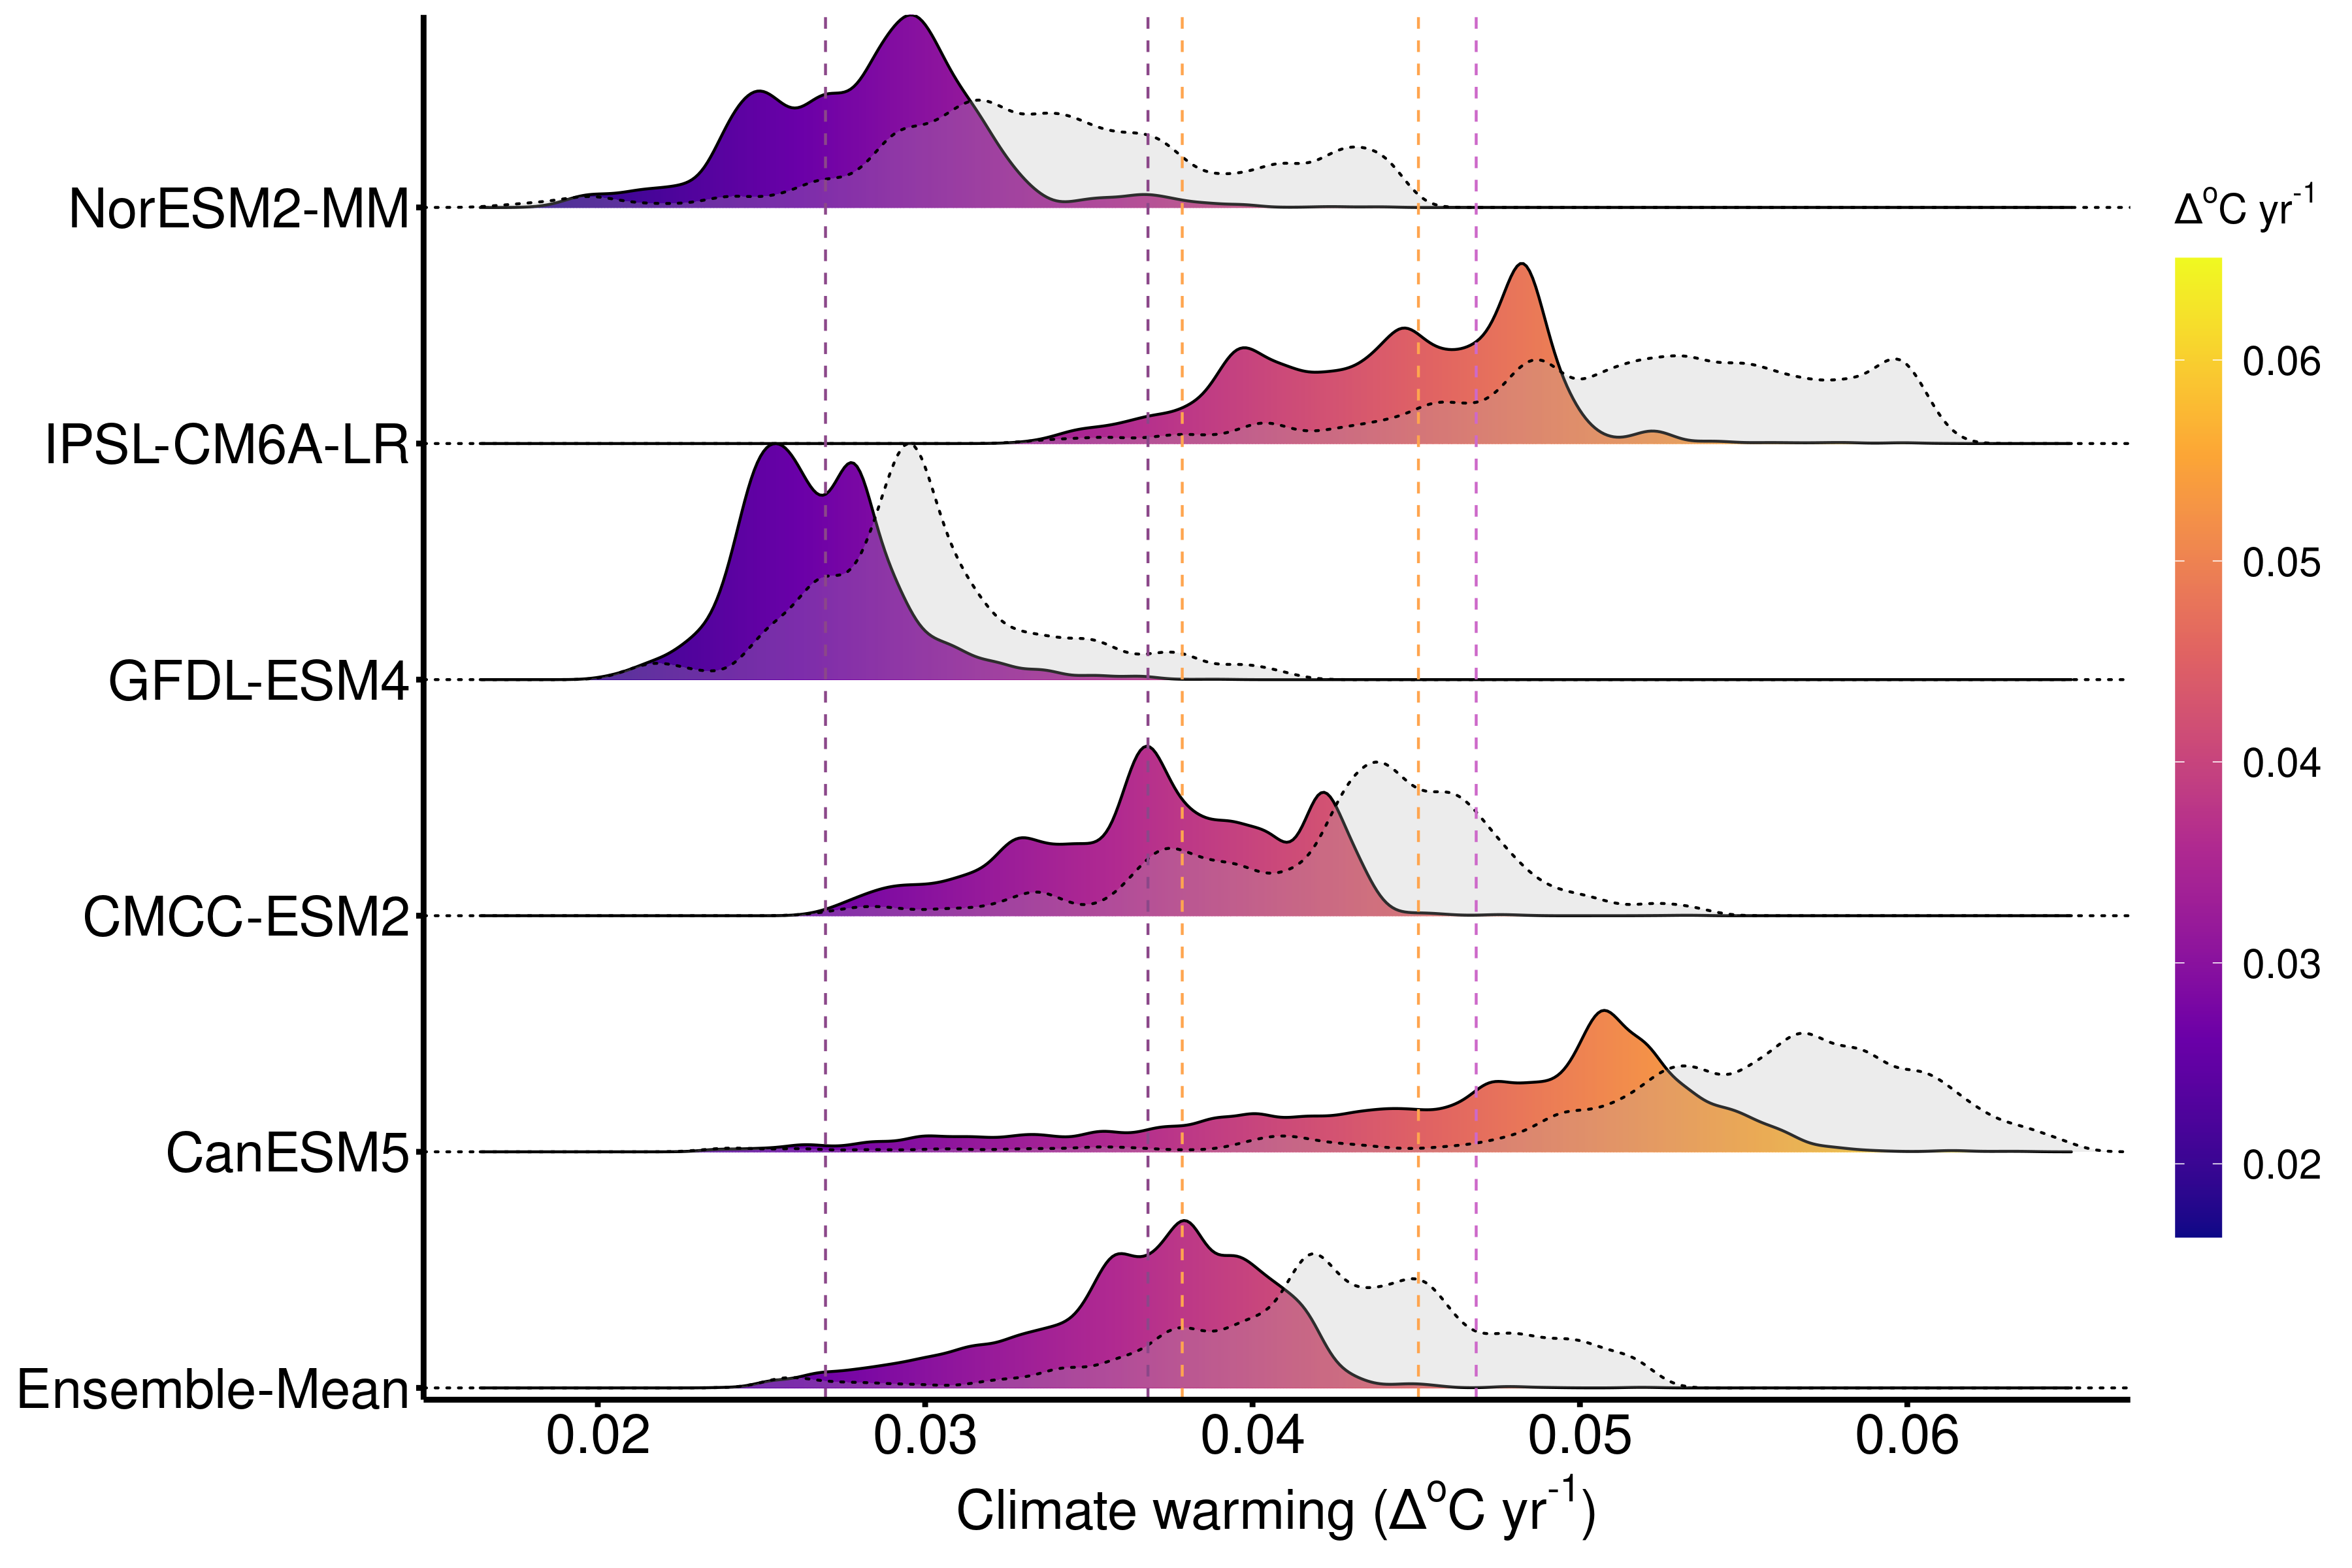 NorESM2-MM
IPSL-CM6A-LR
GFDL-ESM4
CMCC-ESM2
CanESM5
Ensemble-Mean
0.02 0.03 0.04 0.05 0.06
Climate warming (Δ°C yr⁻¹)
Δ°C yr⁻¹
0.06
0.05
0.04
0.03
0.02